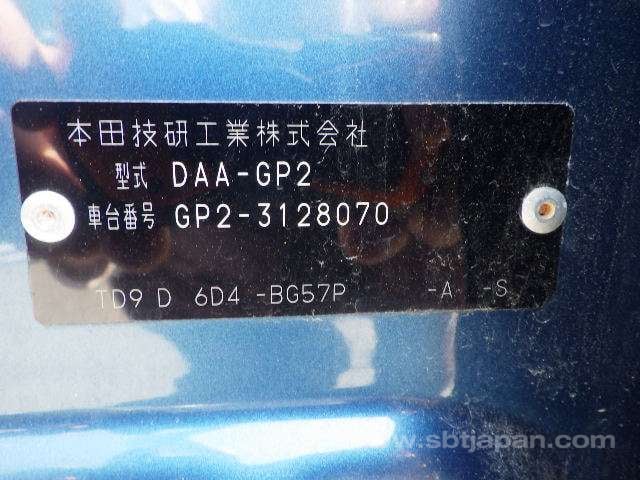 本田技研工業株式会社
型式 DAA-GP2
車台番号 GP2-3128070
TD9 D 6D4 -BG57P -A -S
w.sbtjapan.com